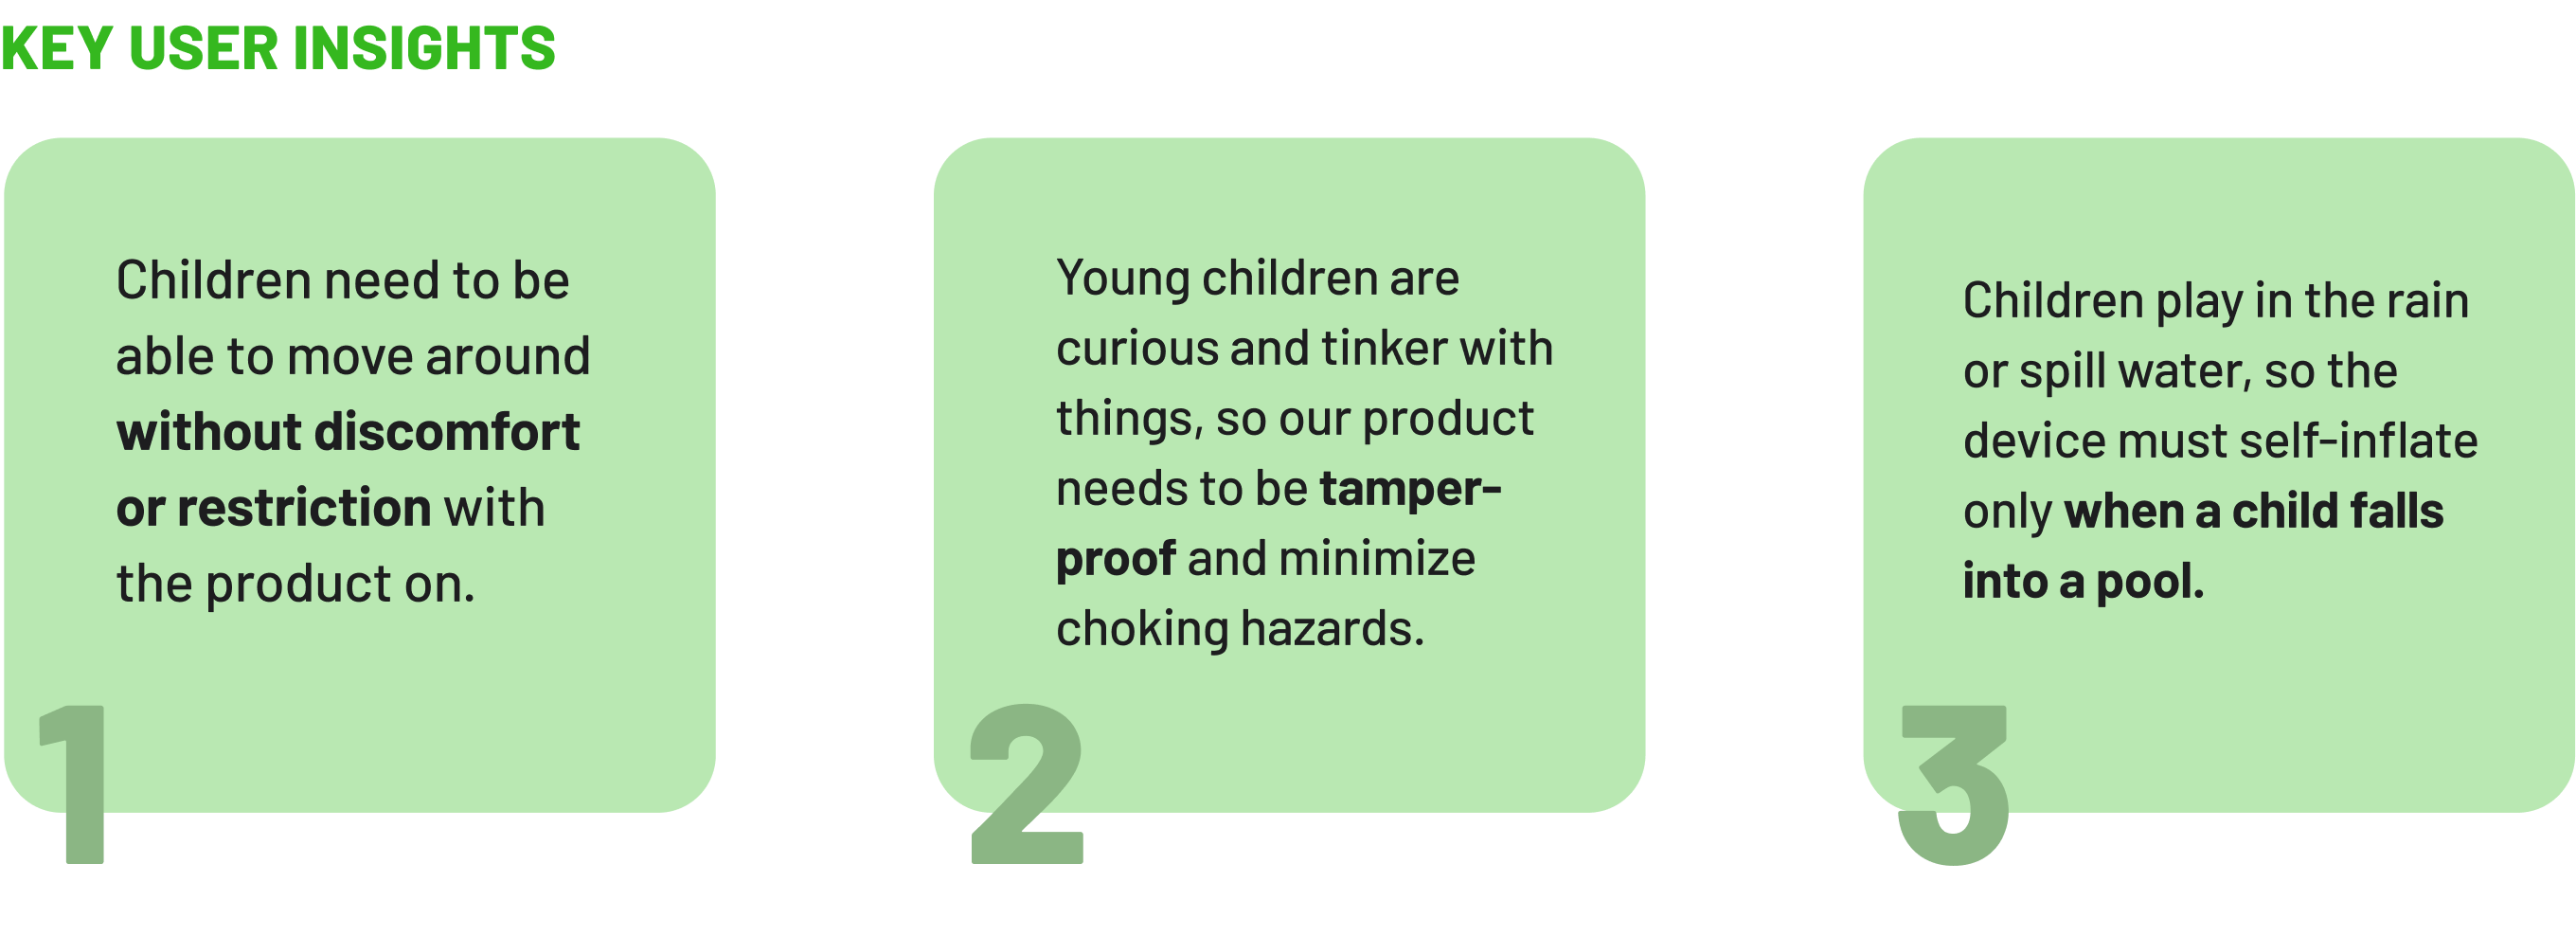 KEY USER INSIGHTS
Children need to be
able to move around
without discomfort
or restriction with
the product on.
1
Young children are
curious and tinker with
things, so our product
needs to be tamper-
proof and minimize
choking hazards.
2
Children play in the rain
or spill water, so the
device must self-inflate
only when a child falls
into a pool.
3